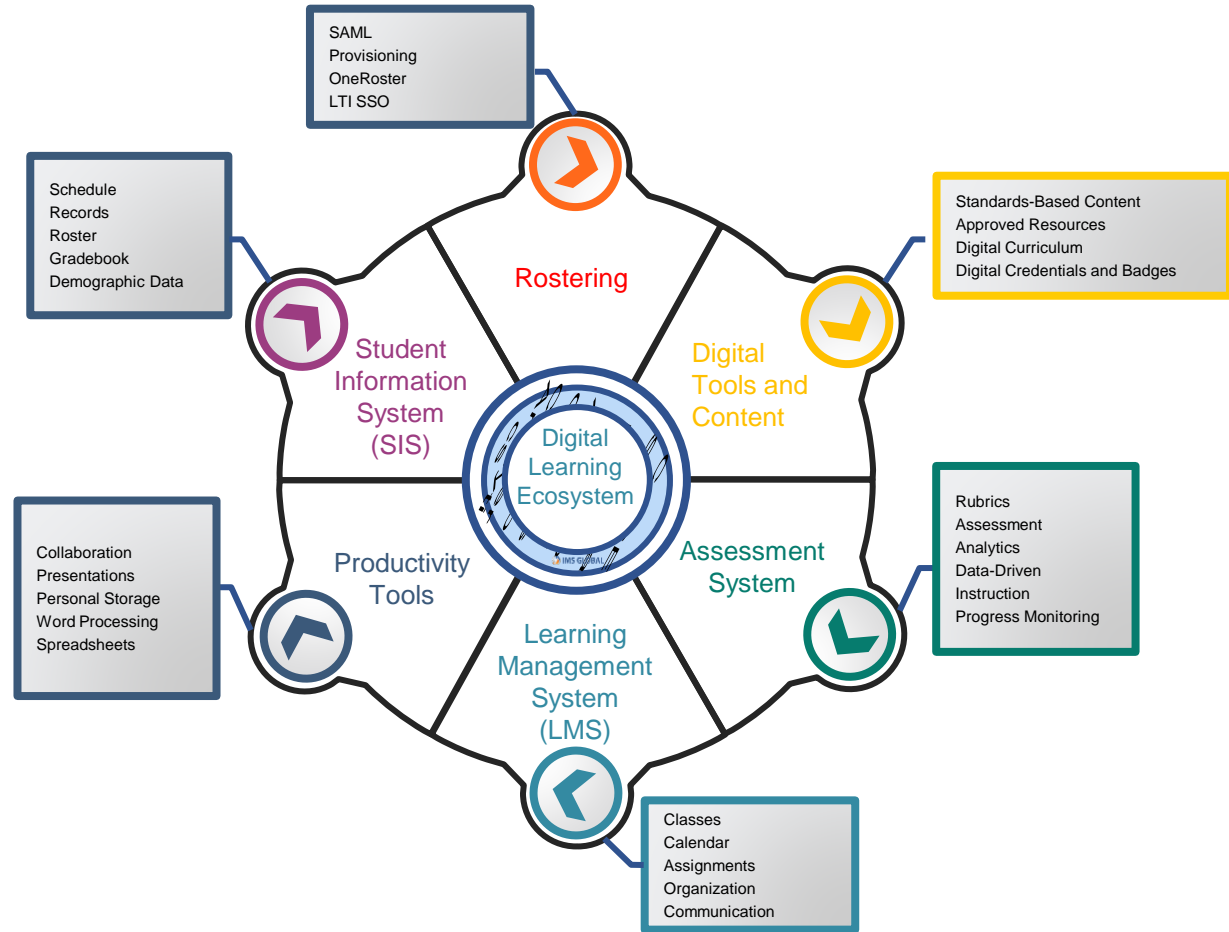 SAML
Provisioning
OneRoster
LTI SSO
Schedule
Records
Roster
Gradebook
Demographic Data
Standards-Based Content
Approved Resources
Digital Curriculum
Digital Credentials and Badges
Rostering
Student
Information
System
(SIS)
Digital
Tools and
Content
Digital
Learning
Ecosystem
IMS GLOBAL
Productivity
Tools
Assessment
System
Learning
Management
System
(LMS)
Collaboration
Presentations
Personal Storage
Word Processing
Spreadsheets
Rubrics
Assessment
Analytics
Data-Driven
Instruction
Progress Monitoring
Classes
Calendar
Assignments
Organization
Communication